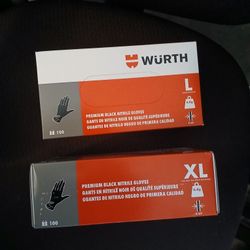 WÜRTH
L
PREMIUM BLACK NITRILE GLOVES
GANTS EN NITRILE NOIR DE QUALITÉ SUPÉRIEURE
GUANTES DE NITRILO NEGRO DE PRIMERA CALIDAD
100
XL
PREMIUM BLACK NITRILE GLOVES
GANTS EN NITRILE NOIR DE QUALITÉ SUPÉRIEURE
GUANTES DE NITRILO NEGRO DE PRIMERA CALIDAD
100